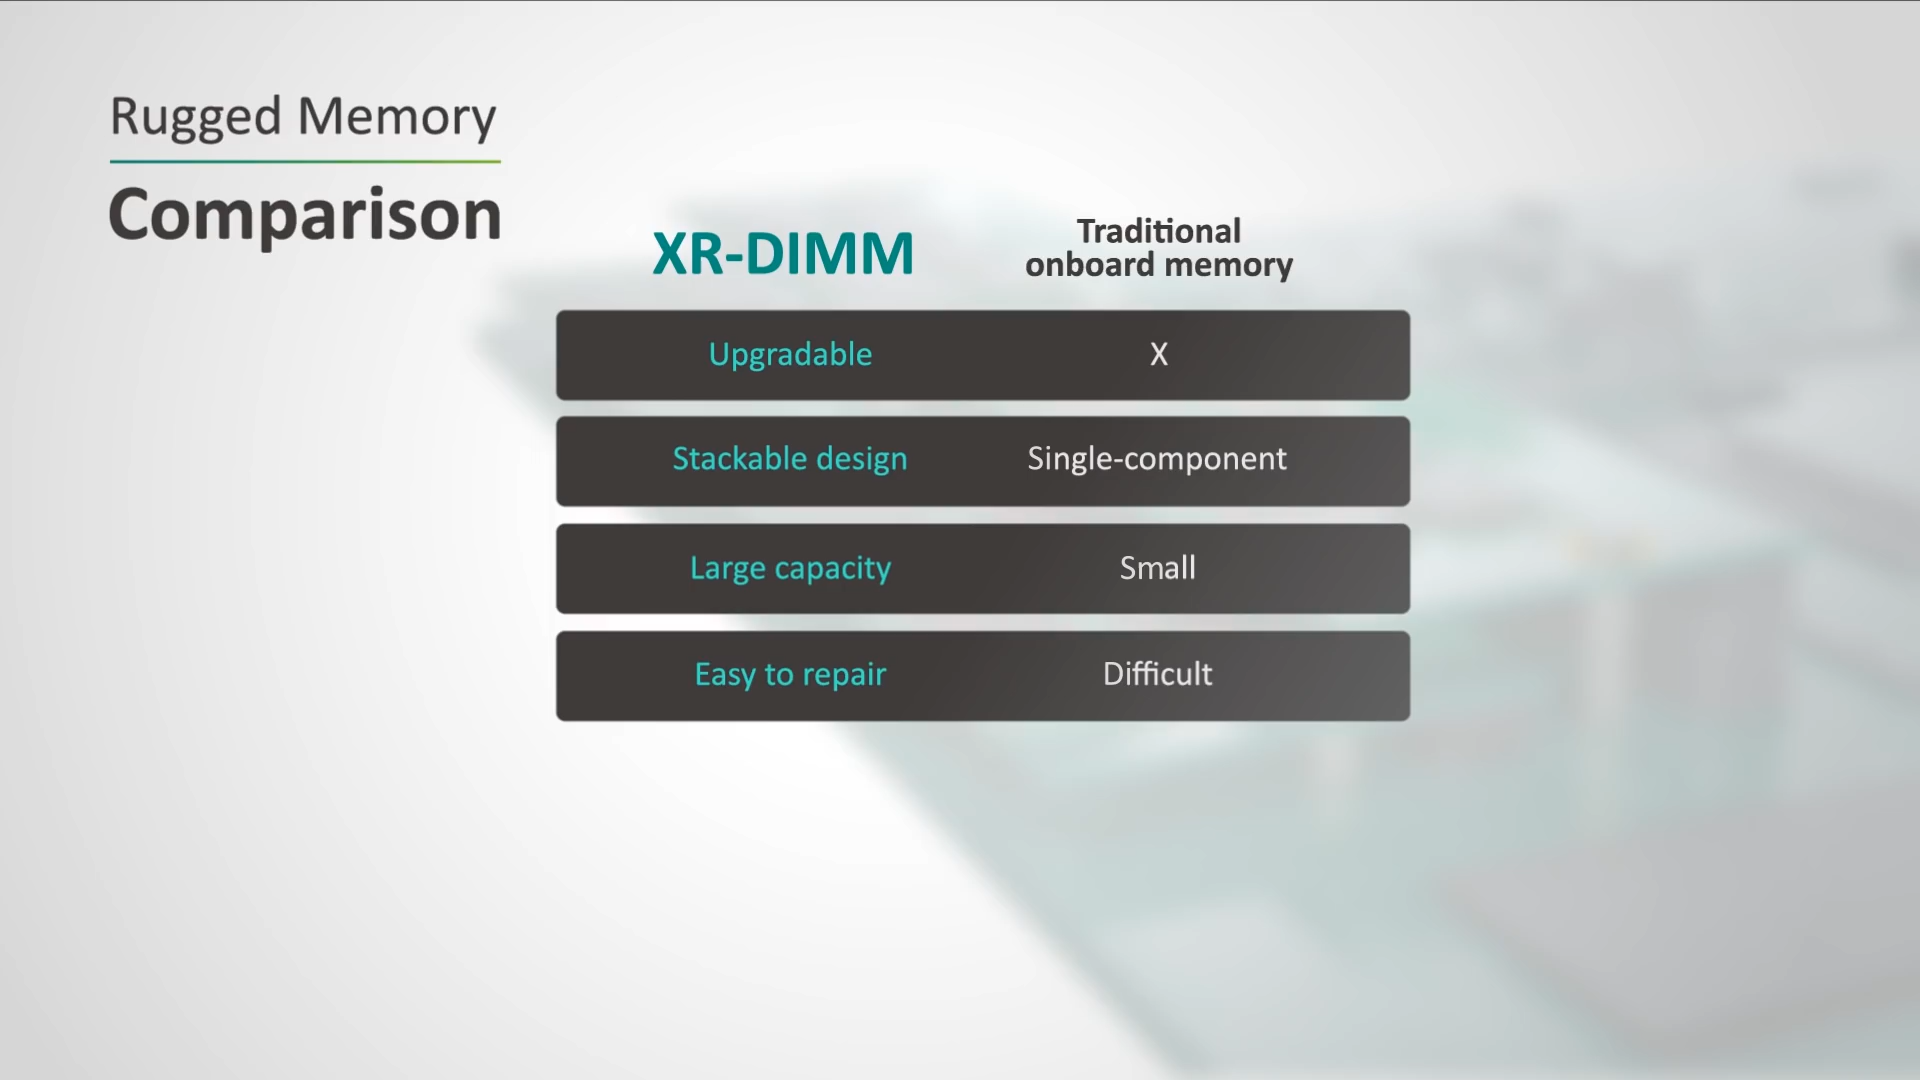 Rugged Memory
Comparison
XR-DIMM
Traditional
onboard memory
Upgradable X
Stackable design Single-component
Large capacity Small
Easy to repair Difficult